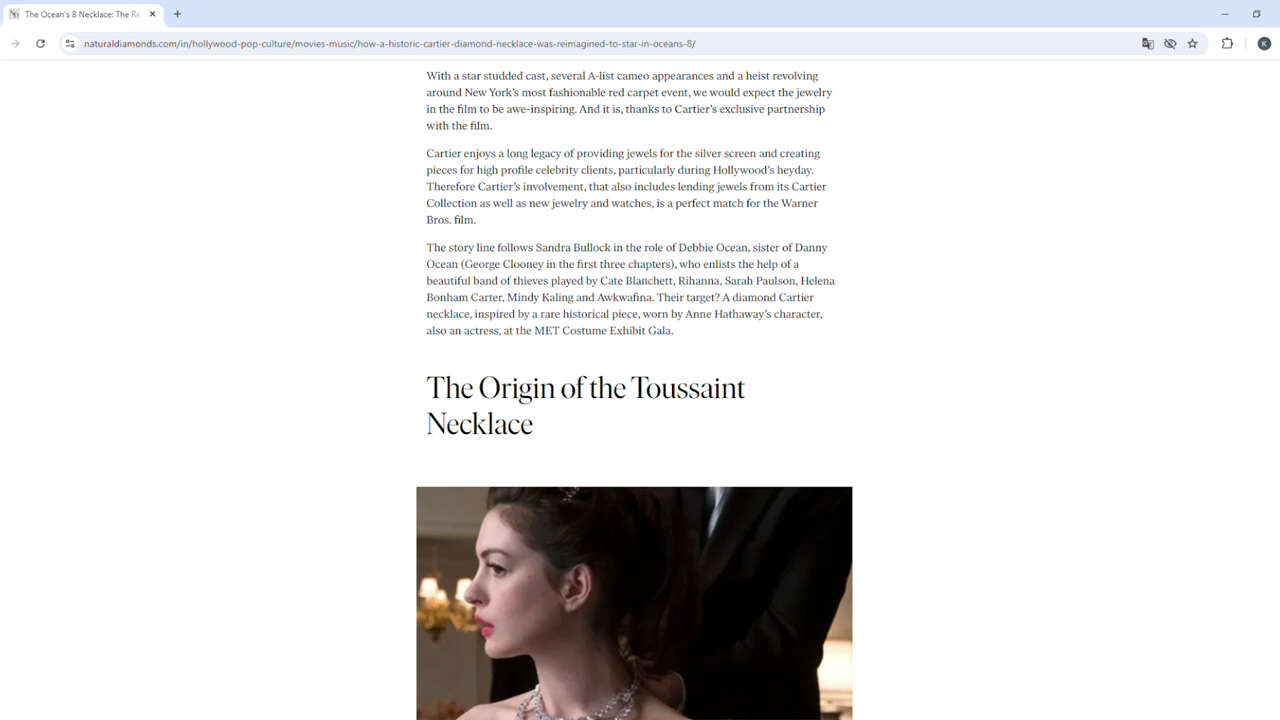 The Ocean's 8 Necklace: The Re
naturaldiamonds.com/in/hollywood-pop-culture/movies-music/how-a-historic-cartier-diamond-necklace-was-reimagined-to-star-in-oceans-8/
K
With a star studded cast, several A-list cameo appearances and a heist revolving
around New York's most fashionable red carpet event, we would expect the jewelry
in the film to be awe-inspiring. And it is, thanks to Cartier's exclusive partnership
with the film.
Cartier enjoys a long legacy of providing jewels for the silver screen and creating
pieces for high profile celebrity clients, particularly during Hollywood's heyday.
Therefore Cartier's involvement, that also includes lending jewels from its Cartier
Collection as well as new jewelry and watches, is a perfect match for the Warner
Bros. film.
The story line follows Sandra Bullock in the role of Debbie Ocean, sister of Danny
Ocean (George Clooney in the first three chapters), who enlists the help of a
beautiful band of thieves played by Cate Blanchett, Rihanna, Sarah Paulson, Helena
Bonham Carter, Mindy Kaling and Awkwafina. Their target? A diamond Cartier
necklace, inspired by a rare historical piece, worn by Anne Hathaway's character,
also an actress, at the MET Costume Exhibit Gala.
The Origin of the Toussaint
Necklace